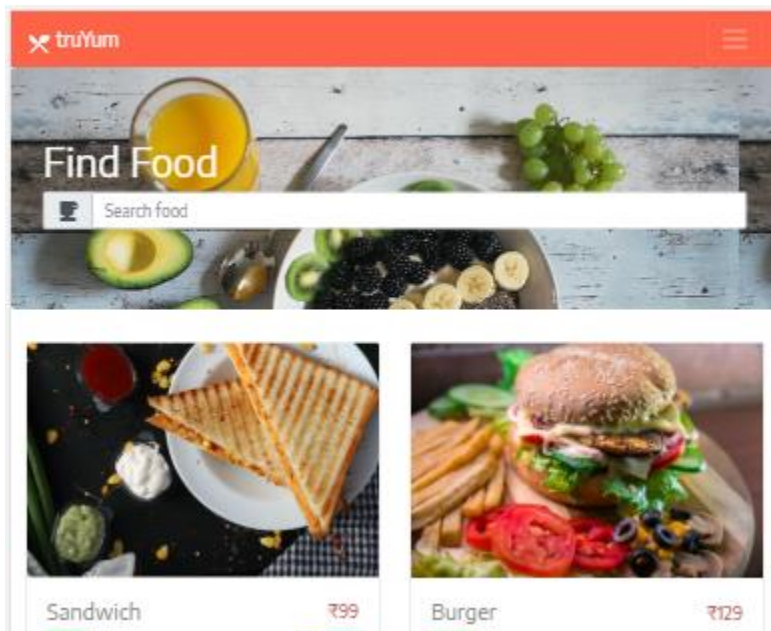 truYum
Find Food
Search food
Sandwich ₹99
Burger ₹129